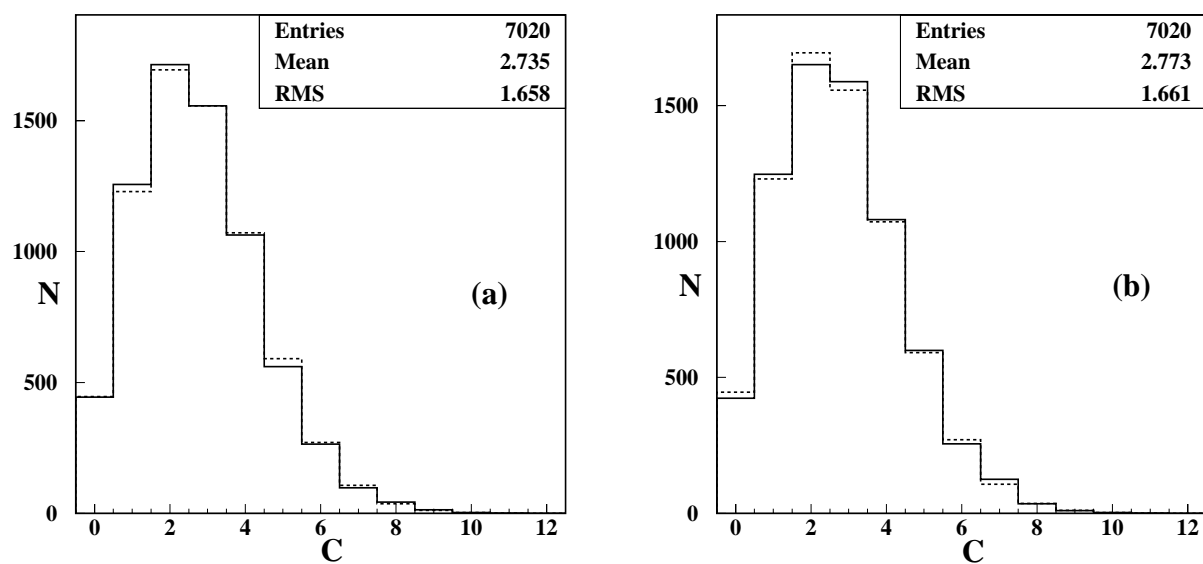 Entries 7020
Mean 2.735
RMS 1.658
1500
1000
500
0
N
(a)
0 2 4 6 8 10 12
C
Entries 7020
Mean 2.773
RMS 1.661
1500
1000
500
0
N
(b)
0 2 4 6 8 10 12
C